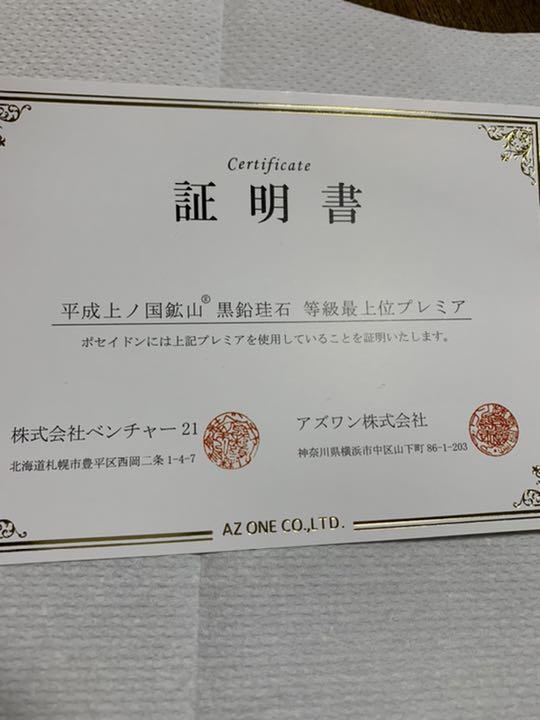 Certificate
証明書
平成上ノ国鉱山® 黒鉛珪石 等級最上位プレミア
ポセイドンには上記プレミアを使用していることを証明いたします。
株式会社ベンチャー21
北海道札幌市豊平区西岡二条1-4-7
アズワン株式会社
神奈川県横浜市中区山下町86-1-203
AZ ONE CO.,LTD.